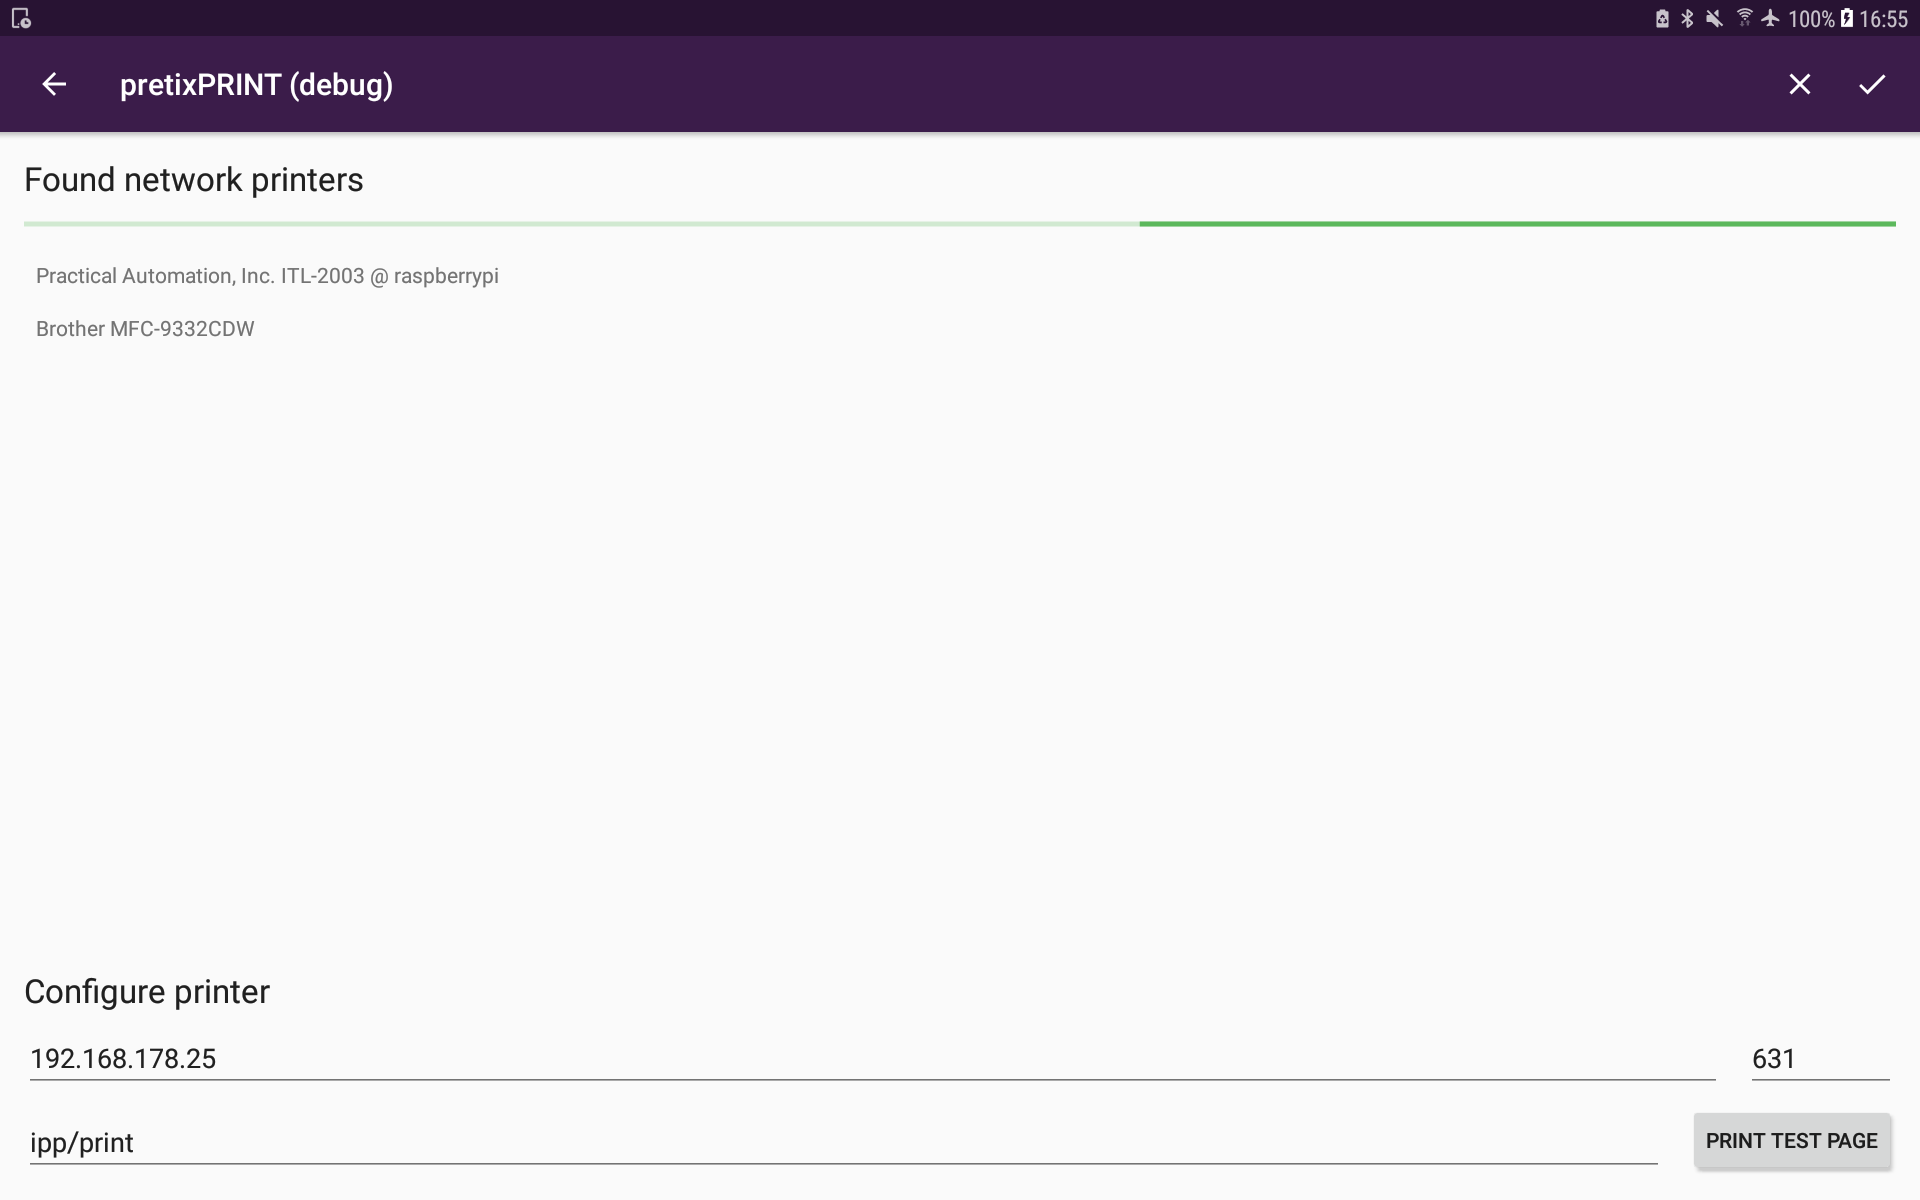 100% 16:55
pretixPRINT (debug)
Found network printers
Practical Automation, Inc. ITL-2003 @ raspberrypi
Brother MFC-9332CDW
Configure printer
192.168.178.25 631
ipp/print PRINT TEST PAGE